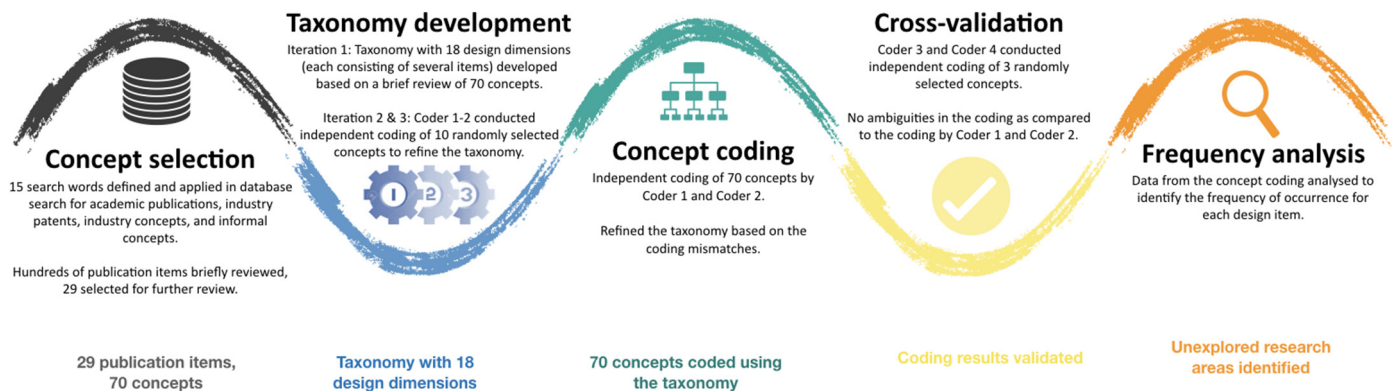 Concept selection
15 search words defined and applied in database
search for academic publications, industry
patents, industry concepts, and informal
concepts.
Hundreds of publication items briefly reviewed,
29 selected for further review.
29 publication items,
70 concepts
Taxonomy development
Iteration 1: Taxonomy with 18 design dimensions
(each consisting of several items) developed
based on a brief review of 70 concepts.
Iteration 2 & 3: Coder 1-2 conducted
independent coding of 10 randomly selected
concepts to refine the taxonomy.
1 2 3
Taxonomy with 18
design dimensions
Concept coding
Independent coding of 70 concepts by
Coder 1 and Coder 2.
Refined the taxonomy based on the
coding mismatches.
70 concepts coded using
the taxonomy
Cross-validation
Coder 3 and Coder 4 conducted
independent coding of 3 randomly
selected concepts.
No ambiguities in the coding as compared
to the coding by Coder 1 and Coder 2.
Coding results validated
Frequency analysis
Data from the concept coding analysed to
identify the frequency of occurrence for
each design item.
Unexplored research
areas identified